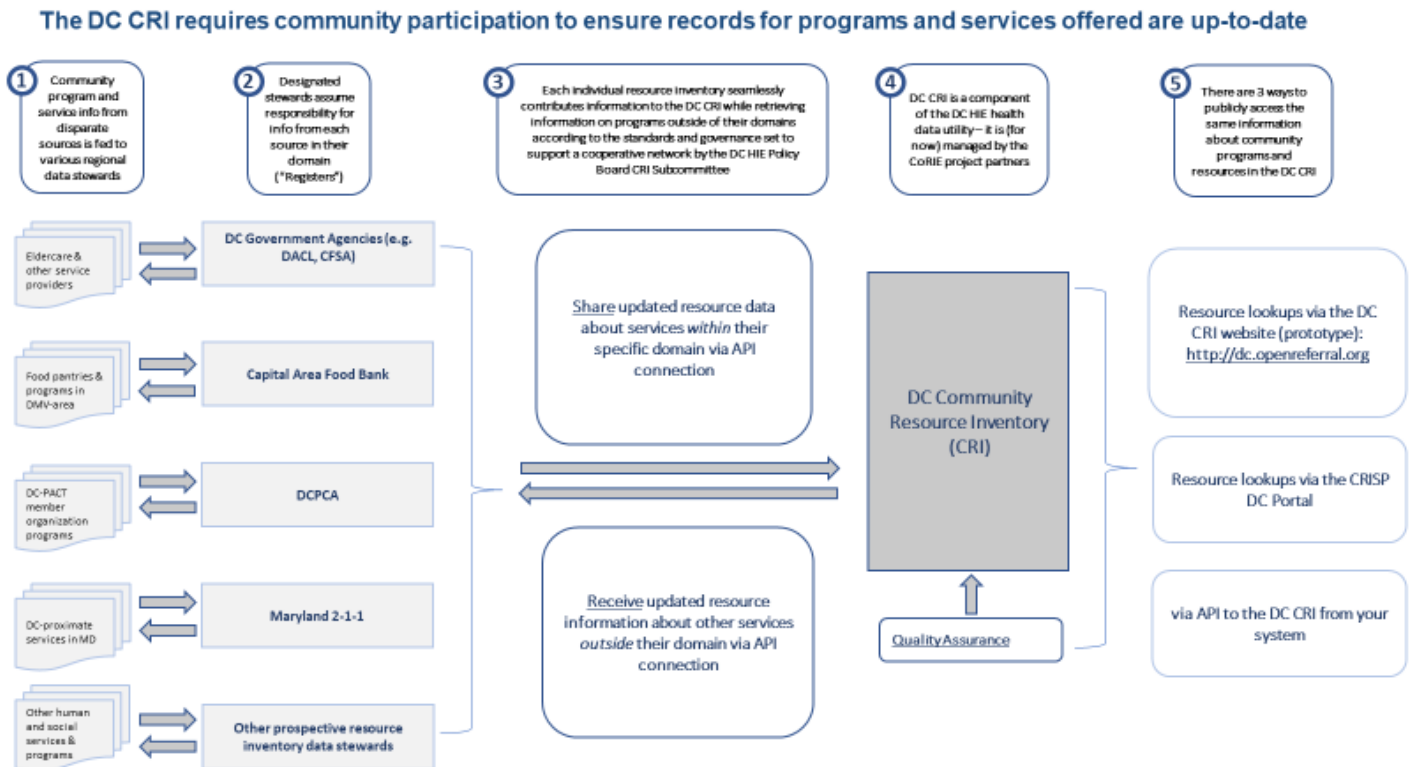 The DC CRI requires community participation to ensure records for programs and services offered are up-to-date
1
Community
program and
service info from
disparate
sources is fed to
various regional
data stewards
2
Designated
stewards assume
responsibility for
info from each
source in their
domain
("Registers")
3
Each individual resource inventory seamlessly
contributes information to the DC CRI while retrieving
information on programs outside of their domains
according to the standards and governance set to
support a cooperative network by the DC HIE Policy
Board CRI Subcommittee
4
DC CRI is a component
of the DC HIE health
data utility – it is (for
now) managed by the
CoRIE project partners
5
There are 3 ways to
publicly access the
same information
about community
programs and
resources in the DC CRI
Eldercare &
other service
providers
DC Government Agencies (e.g.
DACL, CFSA)
Food pantries &
programs in
DMV-area
Capital Area Food Bank
DC-PACT
member
organization
programs
DCPCA
DC-proximate
services in MD
Maryland 2-1-1
Other human
and social
services &
programs
Other prospective resource
inventory data stewards
Share updated resource data
about services within their
specific domain via API
connection
Receive updated resource
information about other services
outside their domain via API
connection
DC Community
Resource Inventory
(CRI)
Quality Assurance
Resource lookups via the DC
CRI website (prototype):
http://dc.openreferral.org
Resource lookups via the CRISP
DC Portal
via API to the DC CRI from your
system